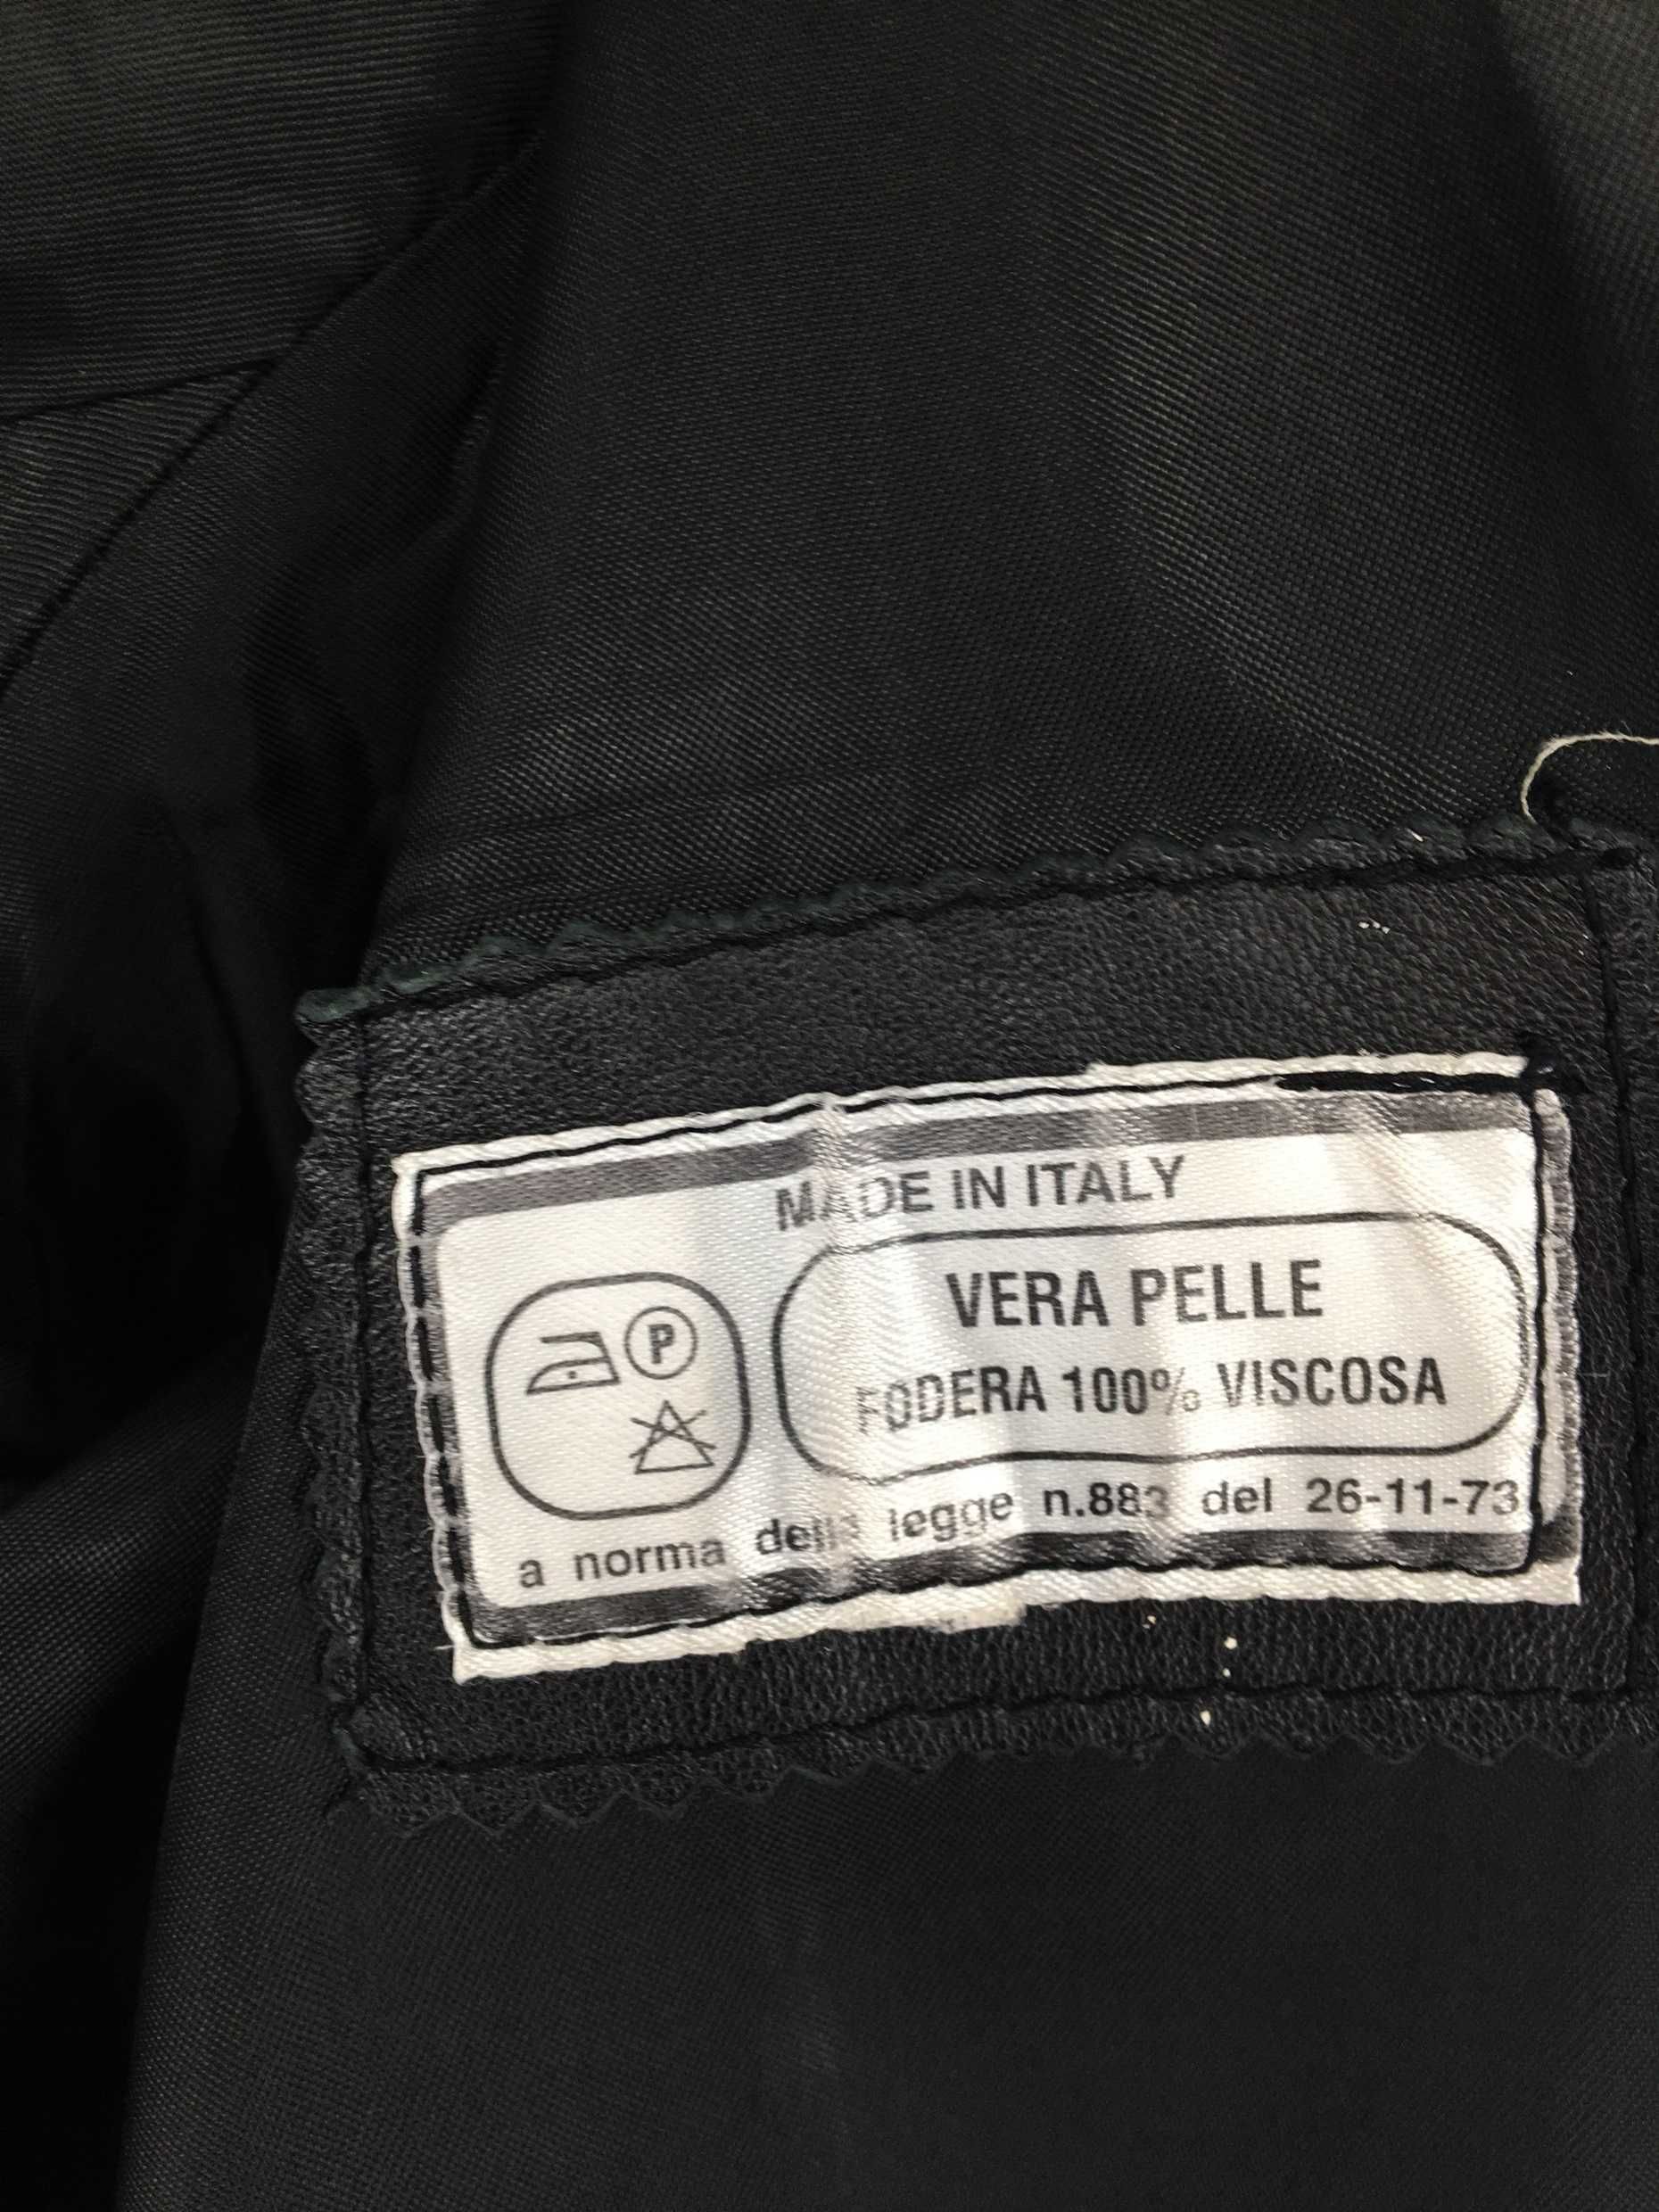 MADE IN ITALY
VERA PELLE
P
FODERA 100% VISCOSA
a norma della legge n.883 del 26-11-73